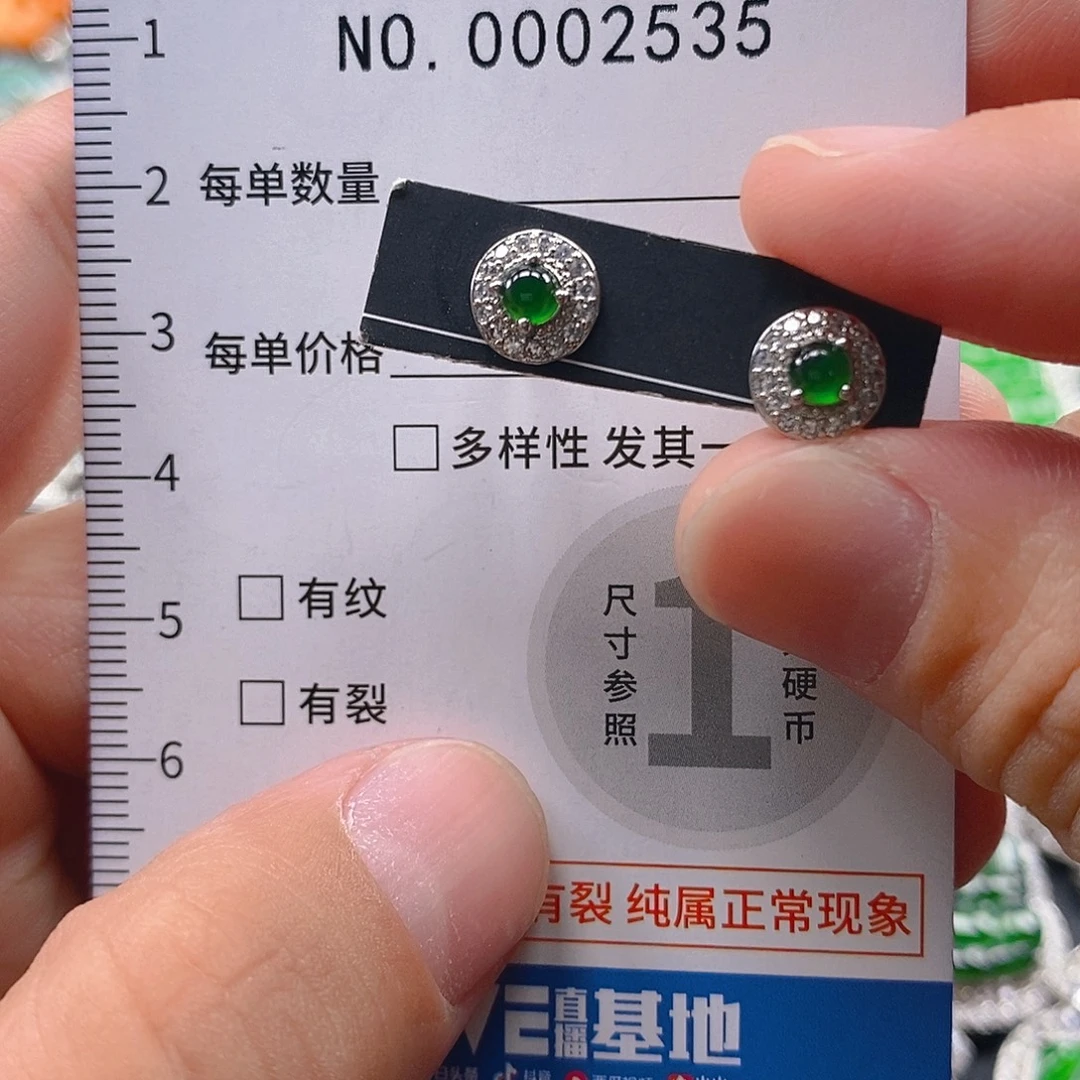 1
NO. 0002535
2
每单数量
3
每单价格
多样性 发其一
4
有纹
5
尺寸参照
1
硬币
有裂
6
有裂 纯属正常现象
直播基地